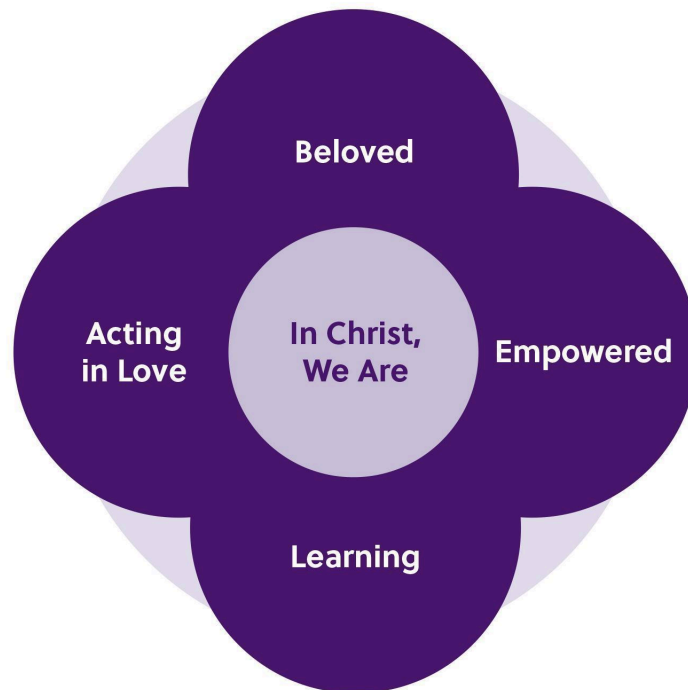 Beloved
Acting
in Love
In Christ,
We Are
Empowered
Learning